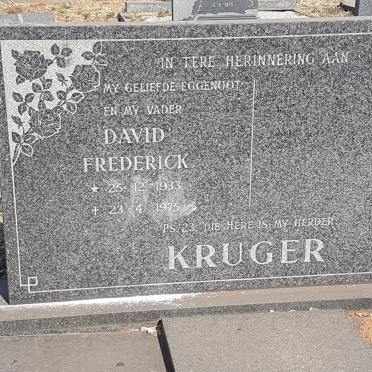 IN TERE HERINNERING AAN
MY GELIEFDE EGGENOOT
EN MY VADER
DAVID
FREDERICK
* 25·12·1933
† 23·4·1975
PS. 23. DIE HERE IS MY HERDER
KRUGER